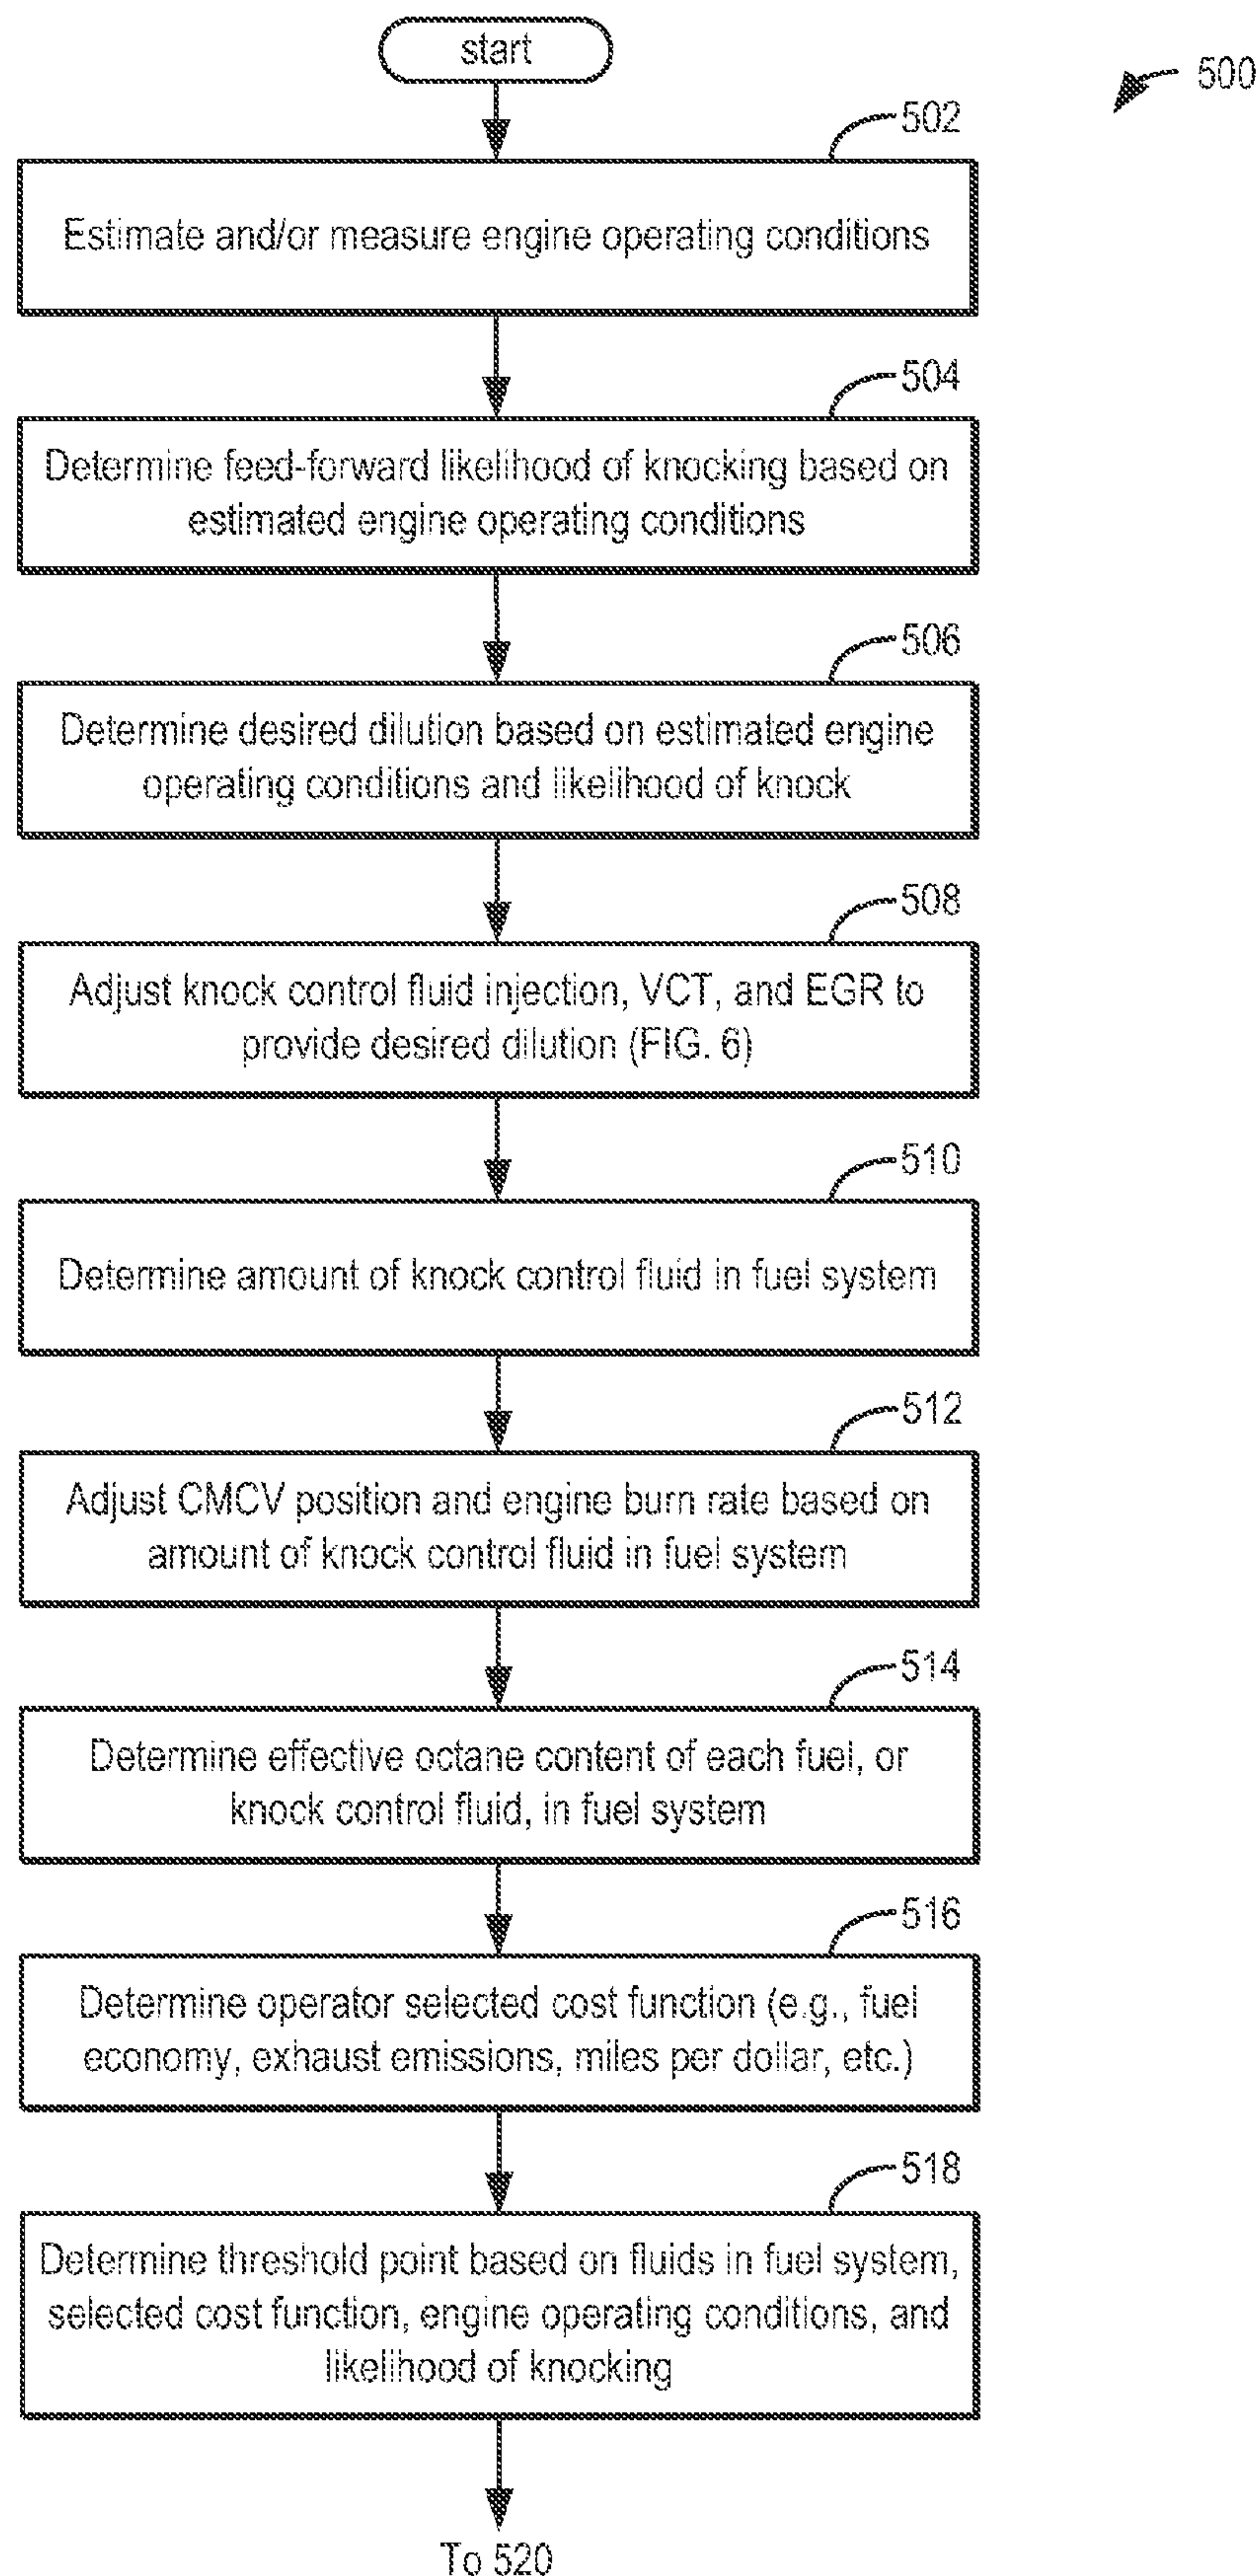 start
500
502
Estimate and/or measure engine operating conditions
504
Determine feed-forward likelihood of knocking based on
estimated engine operating conditions
506
Determine desired dilution based on estimated engine
operating conditions and likelihood of knock
508
Adjust knock control fluid injection, VCT, and EGR to
provide desired dilution (FIG. 6)
510
Determine amount of knock control fluid in fuel system
512
Adjust CMCV position and engine burn rate based on
amount of knock control fluid in fuel system
514
Determine effective octane content of each fuel, or
knock control fluid, in fuel system
516
Determine operator selected cost function (e.g., fuel
economy, exhaust emissions, miles per dollar, etc.)
518
Determine threshold point based on fluids in fuel system,
selected cost function, engine operating conditions, and
likelihood of knocking
To 520